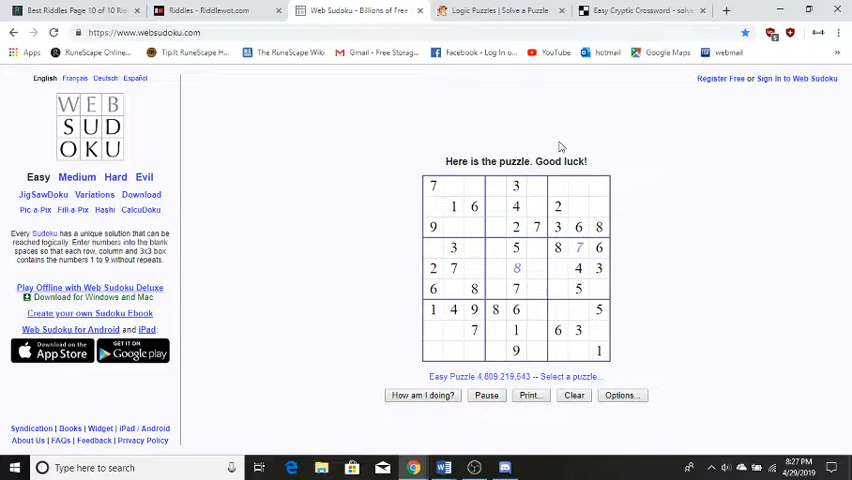 Best Riddles Page 10 of 10 Rid
Riddles - Riddlewot.com
Web Sudoku - Billions of Free
Logic Puzzles | Solve a Puzzle
Easy Cryptic Crossword - solve
https://www.websudoku.com
Apps
RuneScape Online...
Tip.It RuneScape H...
The RuneScape Wiki
Gmail - Free Storag...
Facebook - Log In o...
YouTube
hotmail
Google Maps
webmail
English Français Deutsch Español
Register Free or Sign In to Web Sudoku
WEB
SUD
OKU
Easy Medium Hard Evil
JigSawDoku Variations Download
Pic-a-Pix Fill-a-Pix Hashi CalcuDoku
Every Sudoku has a unique solution that can be
reached logically. Enter numbers into the blank
spaces so that each row, column and 3x3 box
contains the numbers 1 to 9 without repeats.
Play Offline with Web Sudoku Deluxe
Download for Windows and Mac
Create your own Sudoku Ebook
Web Sudoku for Android and iPad:
Download on the
App Store
GET IT ON
Google play
Words | Blog | Widget | iPad / Android
About Us | FAQs | Feedback | Privacy Policy
Here is the puzzle. Good luck!
7 3
1 6 4 2
9 2 7 3 6 8
3 5 8 7 6
2 7 8 4 3
6 8 7 5
1 4 9 8 6 5
7 1 6 3
9 1
Easy Puzzle 4,809,219,543 -- Select a puzzle...
How am I doing? Pause Print... Clear Options...
Type here to search
8:27 PM
4/29/2019